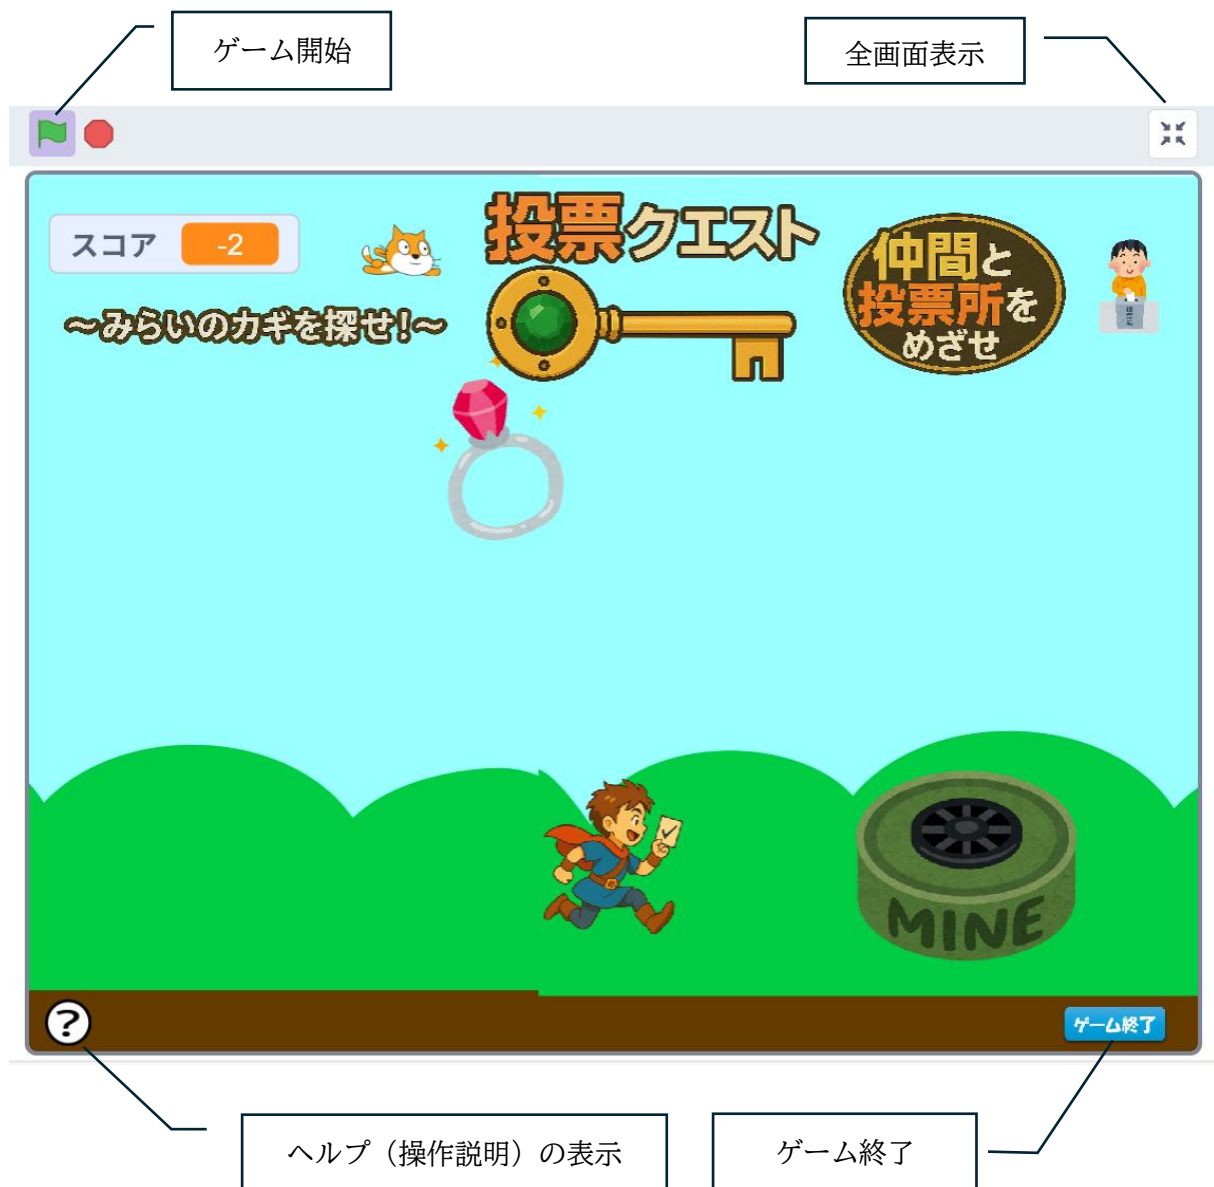 ゲーム開始
全画面表示
スコア -2
投票クエスト
～みらいのカギを探せ!～
仲間と
投票所を
めざせ
MINE
?
ゲーム終了
ヘルプ（操作説明）の表示
ゲーム終了